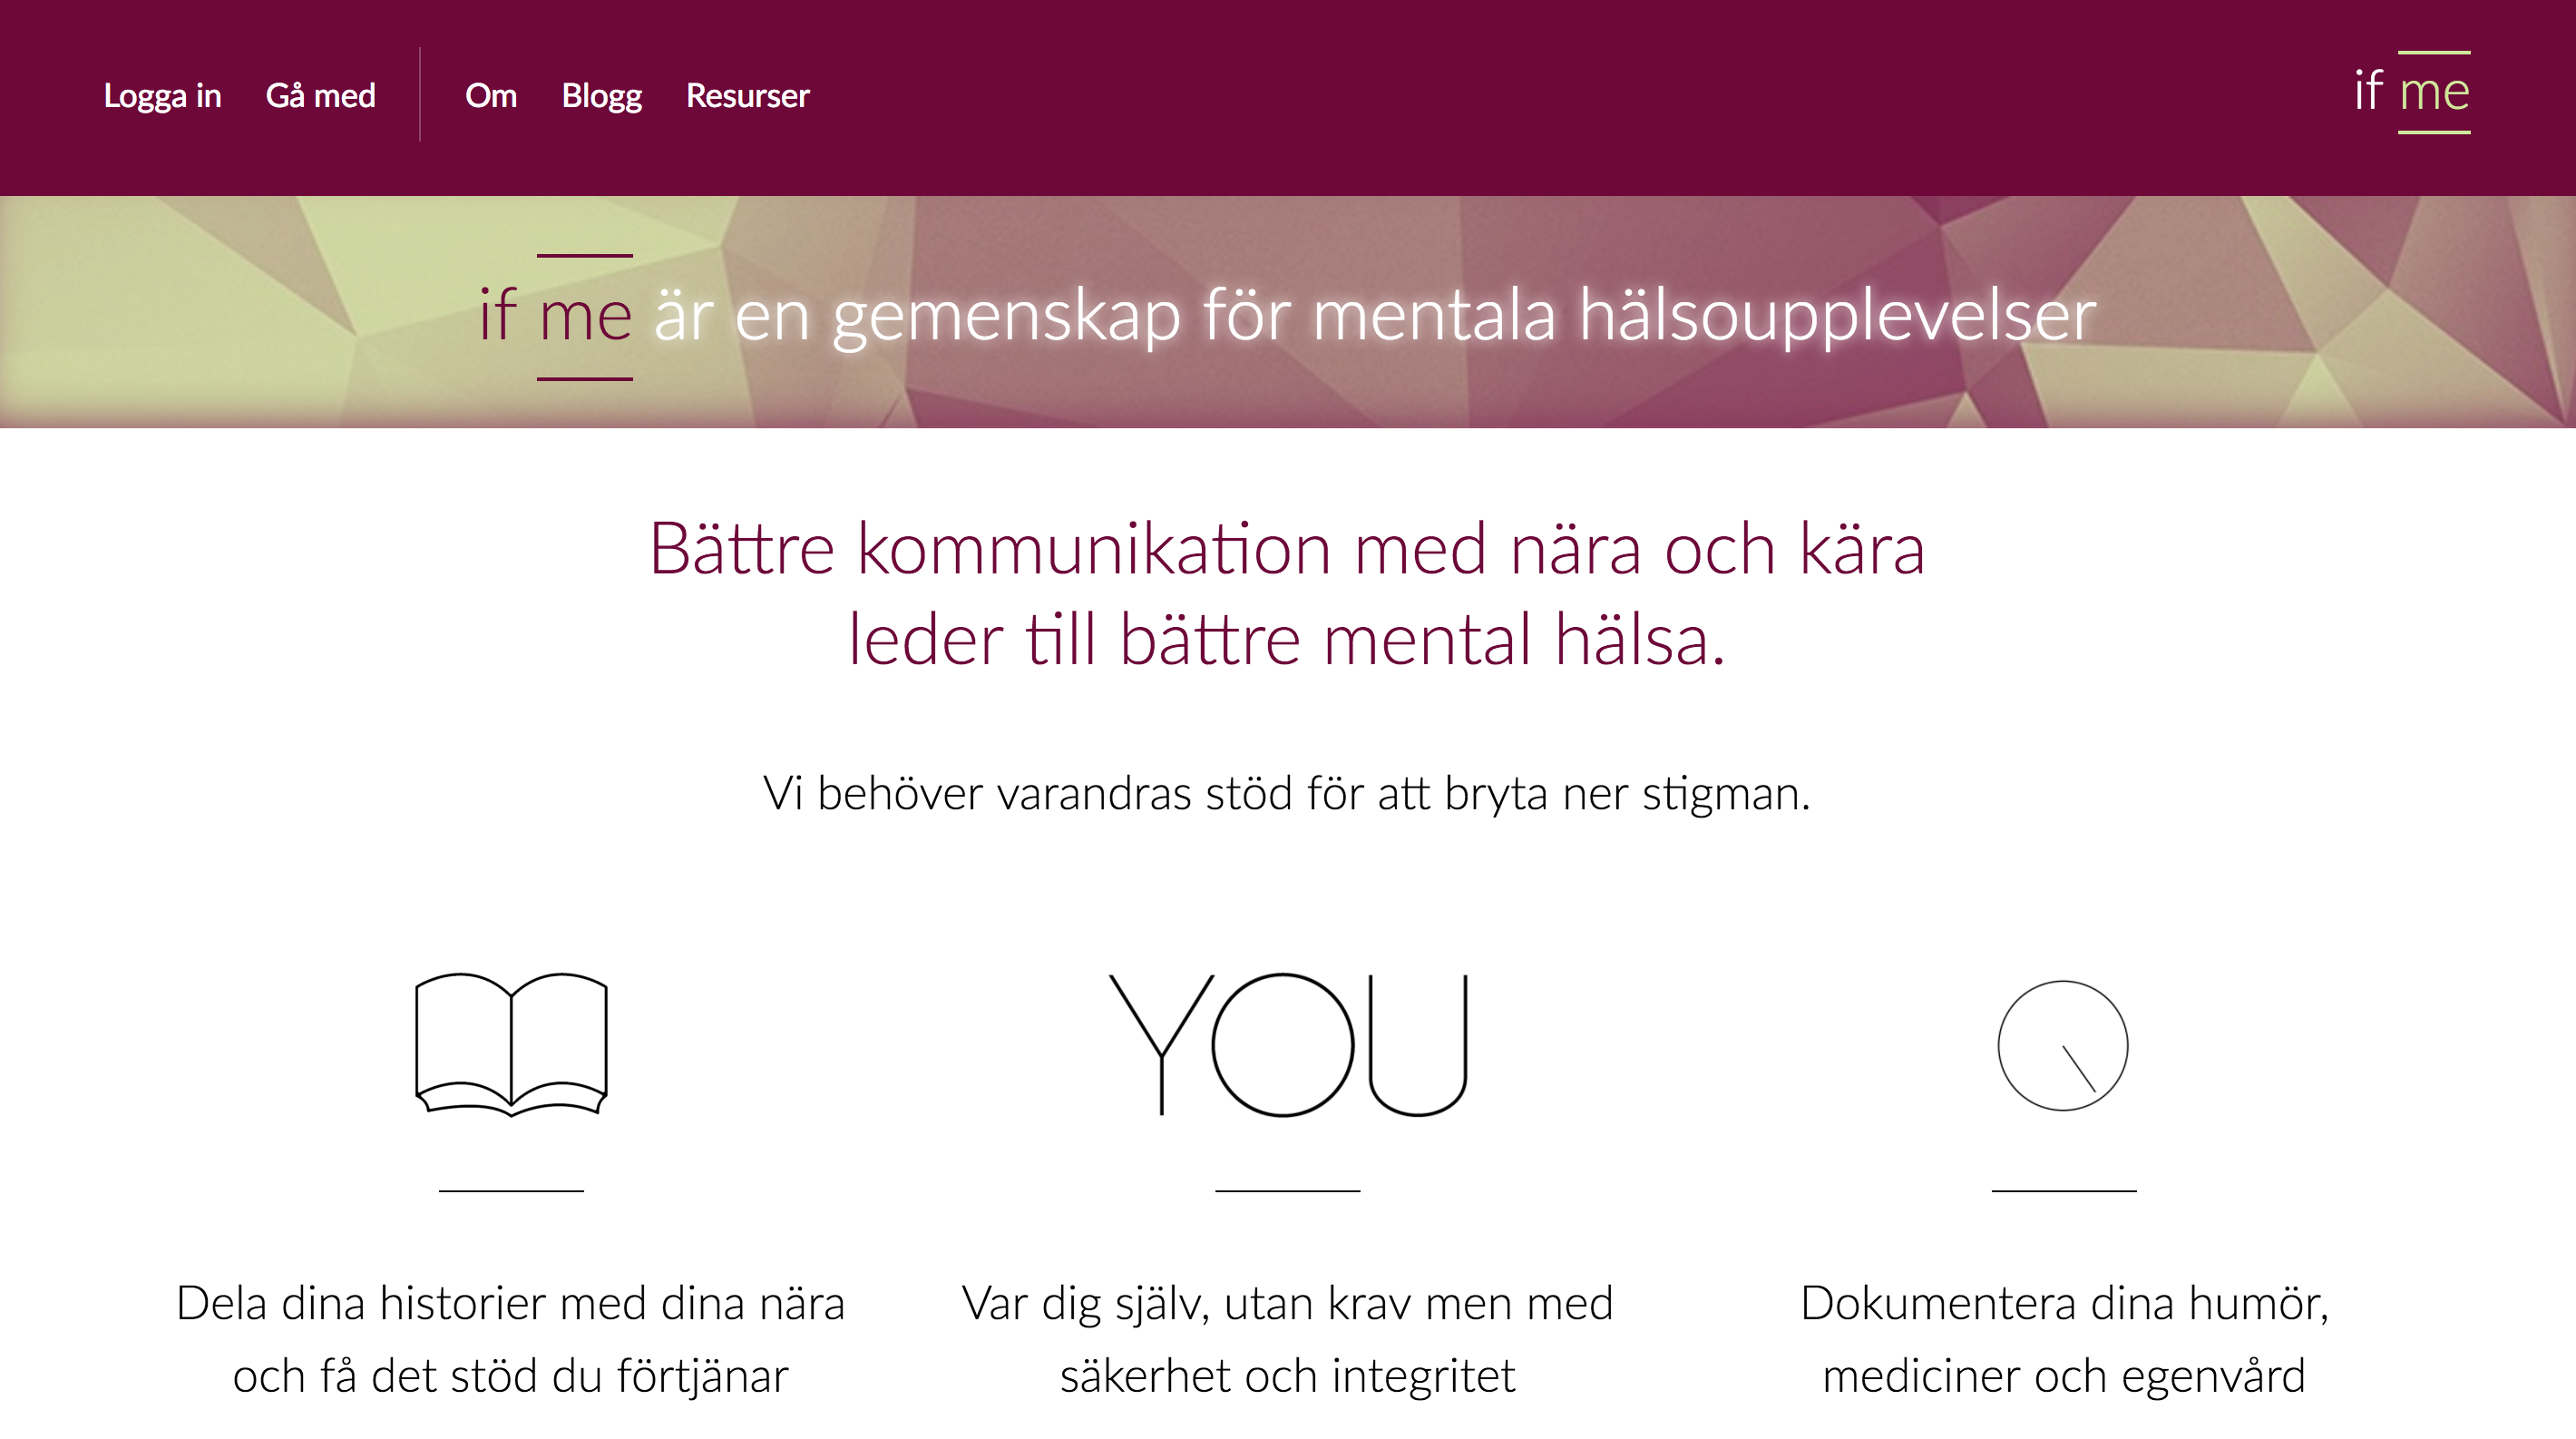 Logga in Gå med Om Blogg Resurser if me
if me är en gemenskap för mentala hälsoupplevelser
Bättre kommunikation med nära och kära
leder till bättre mental hälsa.
Vi behöver varandras stöd för att bryta ner stigman.
YOU
Dela dina historier med dina nära
och få det stöd du förtjänar
Var dig själv, utan krav men med
säkerhet och integritet
Dokumentera dina humör,
mediciner och egenvård